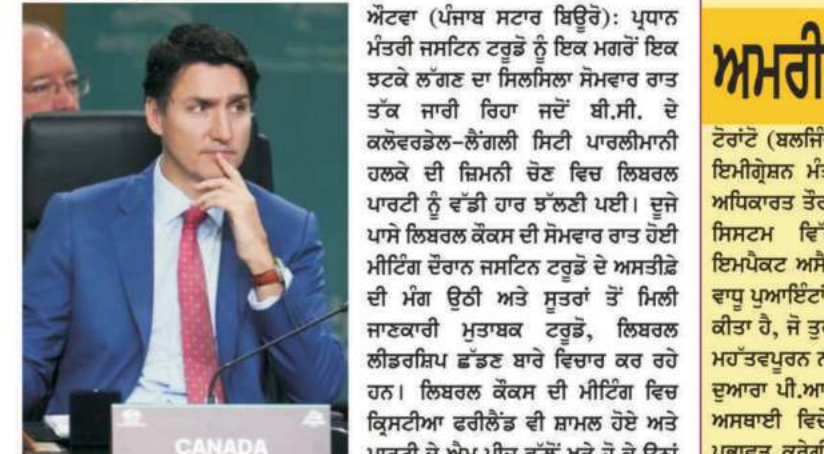 CANADA
ਔਟਵਾ (ਪੰਜਾਬ ਸਟਾਰ ਬਿਊਰੋ): ਪ੍ਰਧਾਨ
ਮੰਤਰੀ ਜਸਟਿਨ ਟਰੂਡੋ ਨੂੰ ਇਕ ਮਗਰੋਂ ਇਕ
ਝਟਕੇ ਲੱਗਣ ਦਾ ਸਿਲਸਿਲਾ ਸੋਮਵਾਰ ਰਾਤ
ਤੱਕ ਜਾਰੀ ਰਿਹਾ ਜਦੋਂ ਬੀ.ਸੀ. ਦੇ
ਕਲੋਵਰਡੇਲ-ਲੈਂਗਲੀ ਸਿਟੀ ਪਾਰਲੀਮਾਨੀ
ਹਲਕੇ ਦੀ ਜ਼ਿਮਨੀ ਚੋਣ ਵਿਚ ਲਿਬਰਲ
ਪਾਰਟੀ ਨੂੰ ਵੱਡੀ ਹਾਰ ਝੱਲਣੀ ਪਈ। ਦੂਜੇ
ਪਾਸੇ ਲਿਬਰਲ ਕੌਕਸ ਦੀ ਸੋਮਵਾਰ ਰਾਤ ਹੋਈ
ਮੀਟਿੰਗ ਦੌਰਾਨ ਜਸਟਿਨ ਟਰੂਡੋ ਦੇ ਅਸਤੀਫ਼ੇ
ਦੀ ਮੰਗ ਉਠੀ ਅਤੇ ਸੂਤਰਾਂ ਤੋਂ ਮਿਲੀ
ਜਾਣਕਾਰੀ ਮੁਤਾਬਕ ਟਰੂਡੋ, ਲਿਬਰਲ
ਲੀਡਰਸ਼ਿਪ ਛੱਡਣ ਬਾਰੇ ਵਿਚਾਰ ਕਰ ਰਹੇ
ਹਨ। ਲਿਬਰਲ ਕੌਕਸ ਦੀ ਮੀਟਿੰਗ ਵਿਚ
ਕ੍ਰਿਸਟੀਆ ਫਰੀਲੈਂਡ ਵੀ ਸ਼ਾਮਲ ਹੋਏ ਅਤੇ
ਅਮਰੀ
ਟੋਰਾਂਟੋ (ਬਲਜਿੰ
ਇਮੀਗ੍ਰੇਸ਼ਨ ਮੰ
ਅਧਿਕਾਰਤ ਤੌਰ
ਸਿਸਟਮ ਵਿੱ
ਇਮਪੈਕਟ ਅਸੈ
ਵਾਧੂ ਪੁਆਇੰਟਾਂ
ਕੀਤਾ ਹੈ, ਜੋ ਤੁ
ਮਹੱਤਵਪੂਰਨ ਨ
ਦੁਆਰਾ ਪੀ.ਆ
ਅਸਥਾਈ ਵਿਦੇ